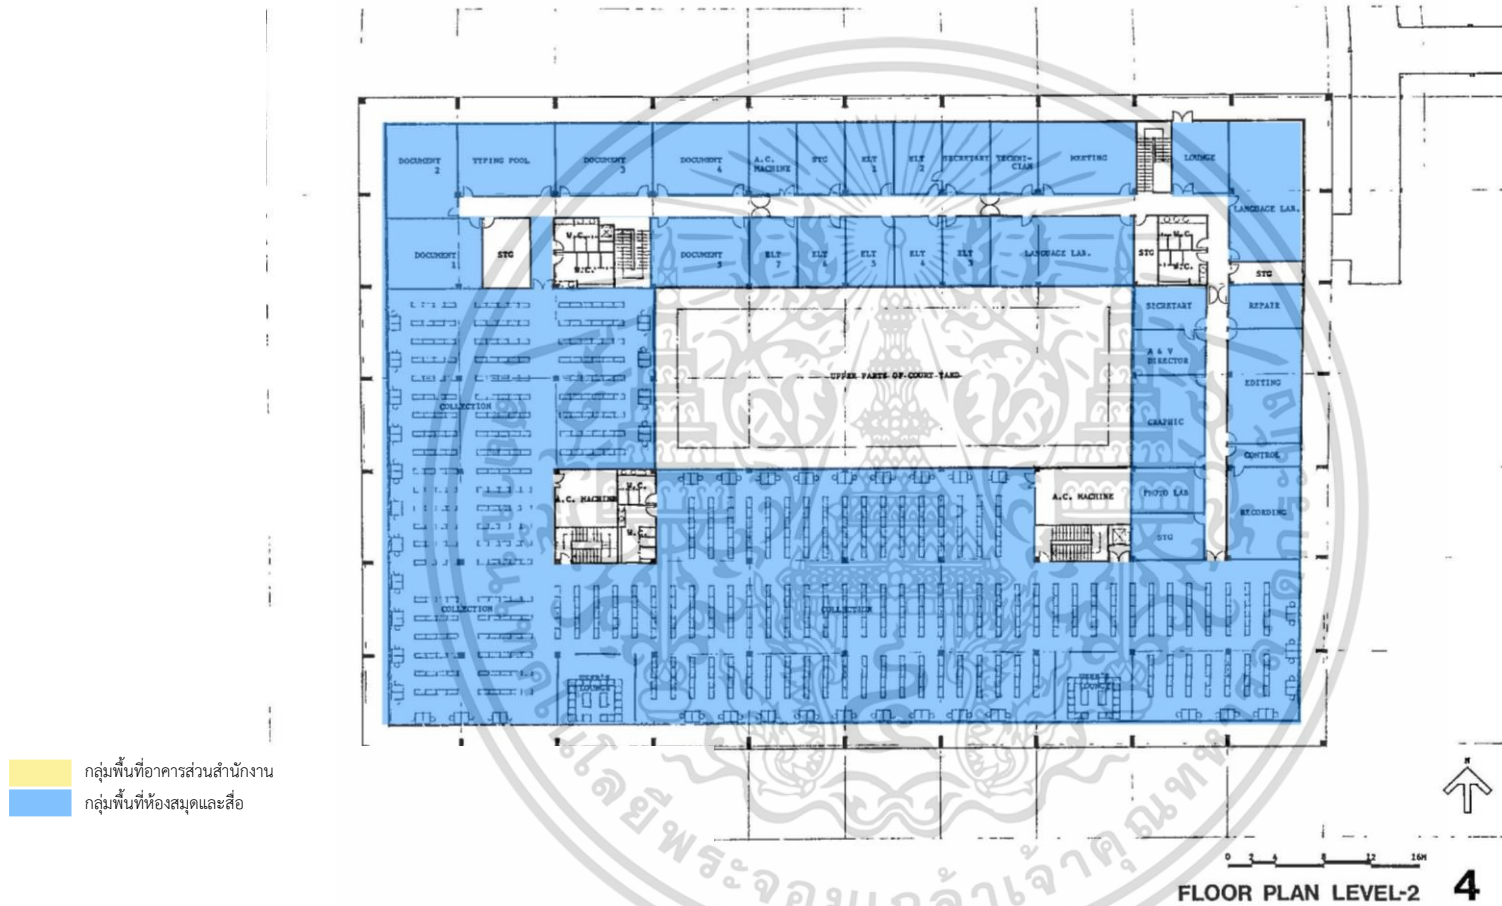 DOCUMENT 2
TYPING POOL
DOCUMENT 3
DOCUMENT 4
A.C. MACHINE
STG
ELT 1
ELT 2
SECRETARY
TECHNI-CIAN
MEETING
LOUNGE
LANGUAGE LAB.
DOCUMENT 1
STG
W.C.
W.C.
DOCUMENT 5
ELT 7
ELT 6
ELT 5
ELT 4
ELT 3
LANGUAGE LAB.
STG
W.C.
W.C.
STG
SECRETARY
REPAIR
A & V DIRECTOR
UPPER PARTS OF COURT YARD
EDITING
COLLECTION
GRAPHIC
CONTROL
A.C. MACHINE
W.C.
A.C. MACHINE
PHOTO LAB
RECORDING
W.C.
STG
COLLECTION
COLLECTION
LOUNGE
LOUNGE
กลุ่มพื้นที่อาคารส่วนสำนักงาน
กลุ่มพื้นที่ห้องสมุดและสื่อ
N
0 2 4 8 12 16M
FLOOR PLAN LEVEL-2 4